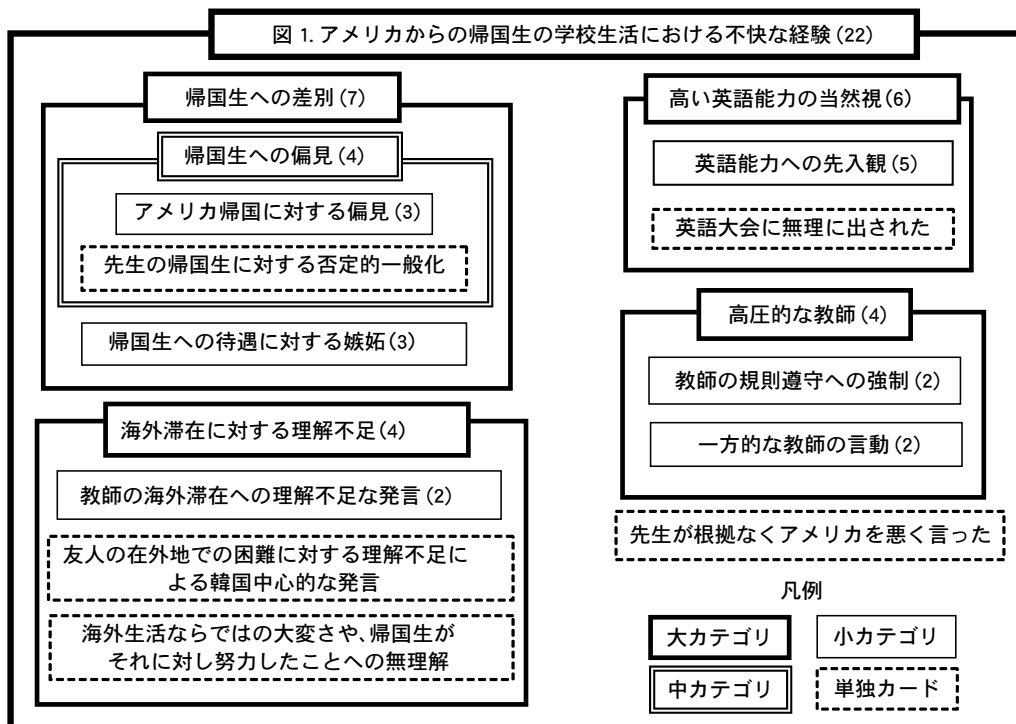 図 1. アメリカからの帰国生の学校生活における不快な経験 (22)
帰国生への差別 (7)
帰国生への偏見 (4)
アメリカ帰国に対する偏見 (3)
先生の帰国生に対する否定的一般化
帰国生への待遇に対する嫉妬 (3)
海外滞在に対する理解不足 (4)
教師の海外滞在への理解不足な発言 (2)
友人の在外地での困難に対する理解不足に
よる韓国中心的な発言
海外生活ならではの大変さや、帰国生が
それに対し努力したことへの無理解
高い英語能力の当然視 (6)
英語能力への先入観 (5)
英語大会に無理に出された
高圧的な教師 (4)
教師の規則遵守への強制 (2)
一方的な教師の言動 (2)
先生が根拠なくアメリカを悪く言った
凡例
大カテゴリ
小カテゴリ
中カテゴリ
単独カード